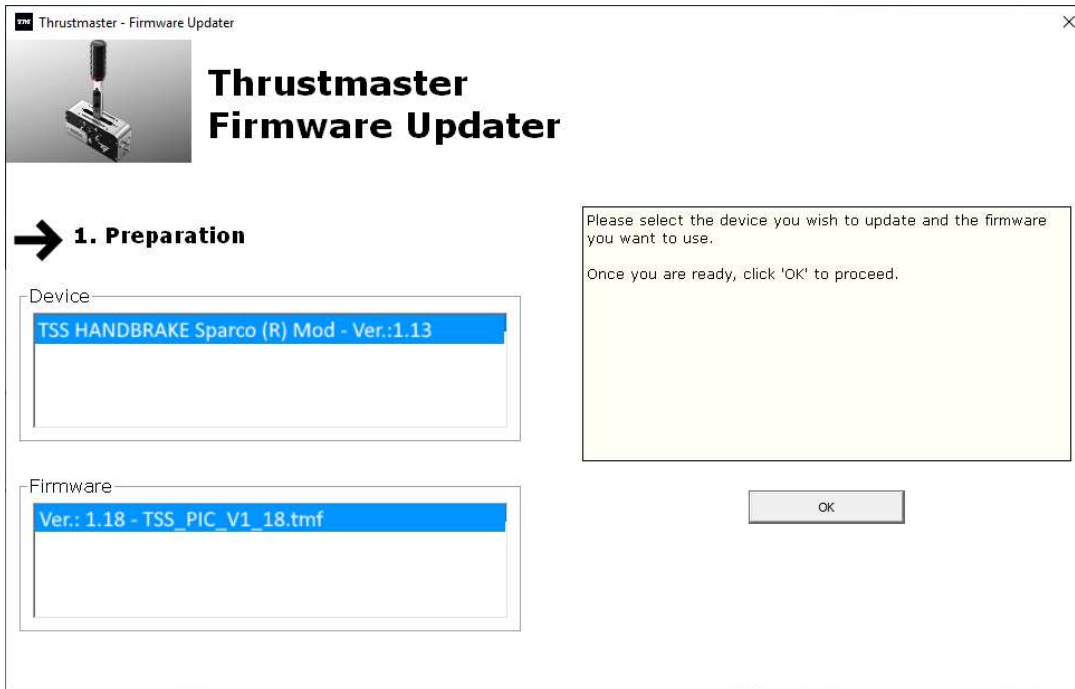 TM Thrustmaster - Firmware Updater
Thrustmaster
Firmware Updater
1. Preparation
Please select the device you wish to update and the firmware
you want to use.
Once you are ready, click 'OK' to proceed.
Device
TSS HANDBRAKE Sparco (R) Mod - Ver.:1.13
Firmware
Ver.: 1.18 - TSS_PIC_V1_18.tmf
OK